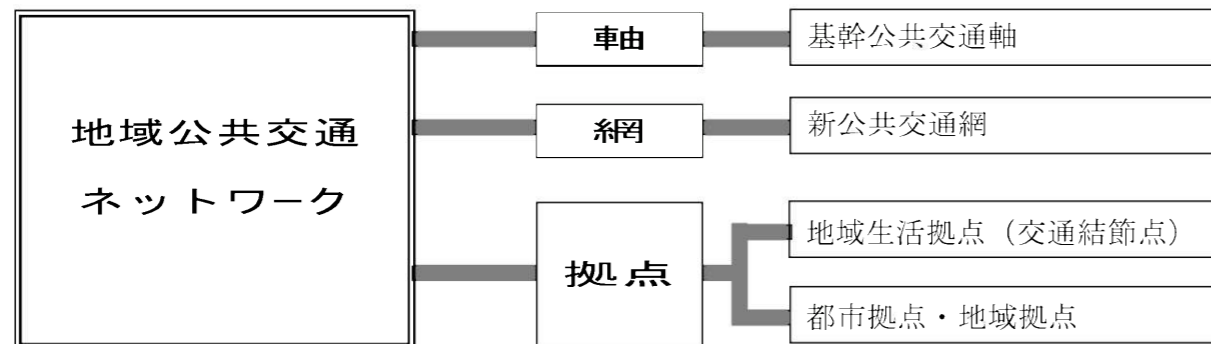 地域公共交通
ネットワーク
軸
基幹公共交通軸
網
新公共交通網
拠点
地域生活拠点（交通結節点）
都市拠点・地域拠点